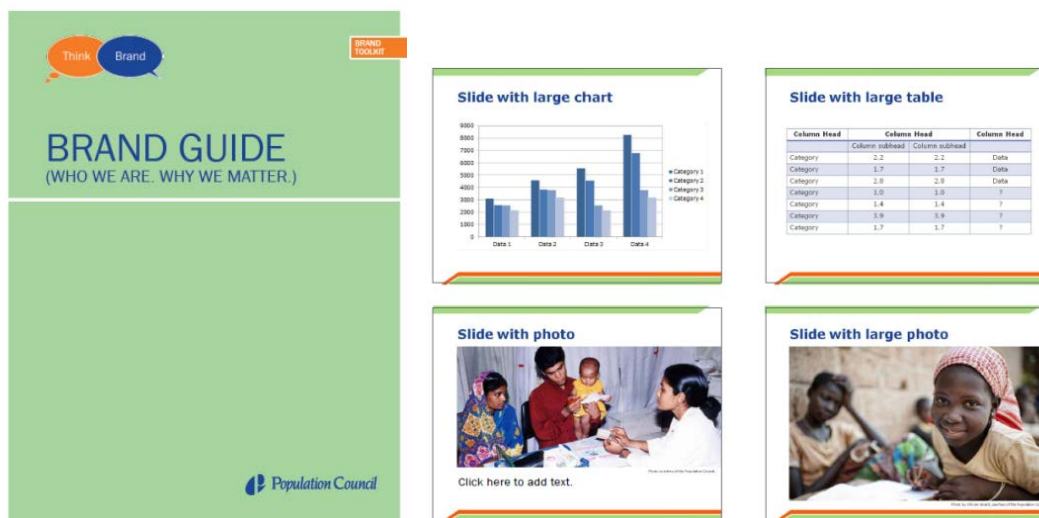 Think Brand
BRAND
TOOLKIT
BRAND GUIDE
(WHO WE ARE. WHY WE MATTER.)
Population Council
Slide with large chart
9000
8000
7000
6000
5000
4000
3000
2000
1000
0
Data 1 Data 2 Data 3 Data 4
Category 1
Category 2
Category 3
Category 4
Slide with large table
Column Head Column Head Column Head
Column subhead Column subhead
Category 2.2 2.2 Data
Category 1.7 1.7 Data
Category 2.8 2.8 Data
Category 1.0 1.0 ?
Category 1.4 1.4 ?
Category 3.9 3.9 ?
Category 1.7 1.7 ?
Slide with photo
Click here to add text.
Slide with large photo